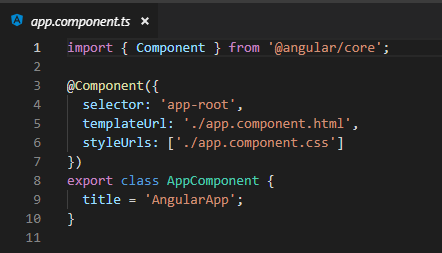 app.component.ts ×
1 import { Component } from '@angular/core';
2
3 @Component({
4   selector: 'app-root',
5   templateUrl: './app.component.html',
6   styleUrls: ['./app.component.css']
7 })
8 export class AppComponent {
9   title = 'AngularApp';
10 }
11